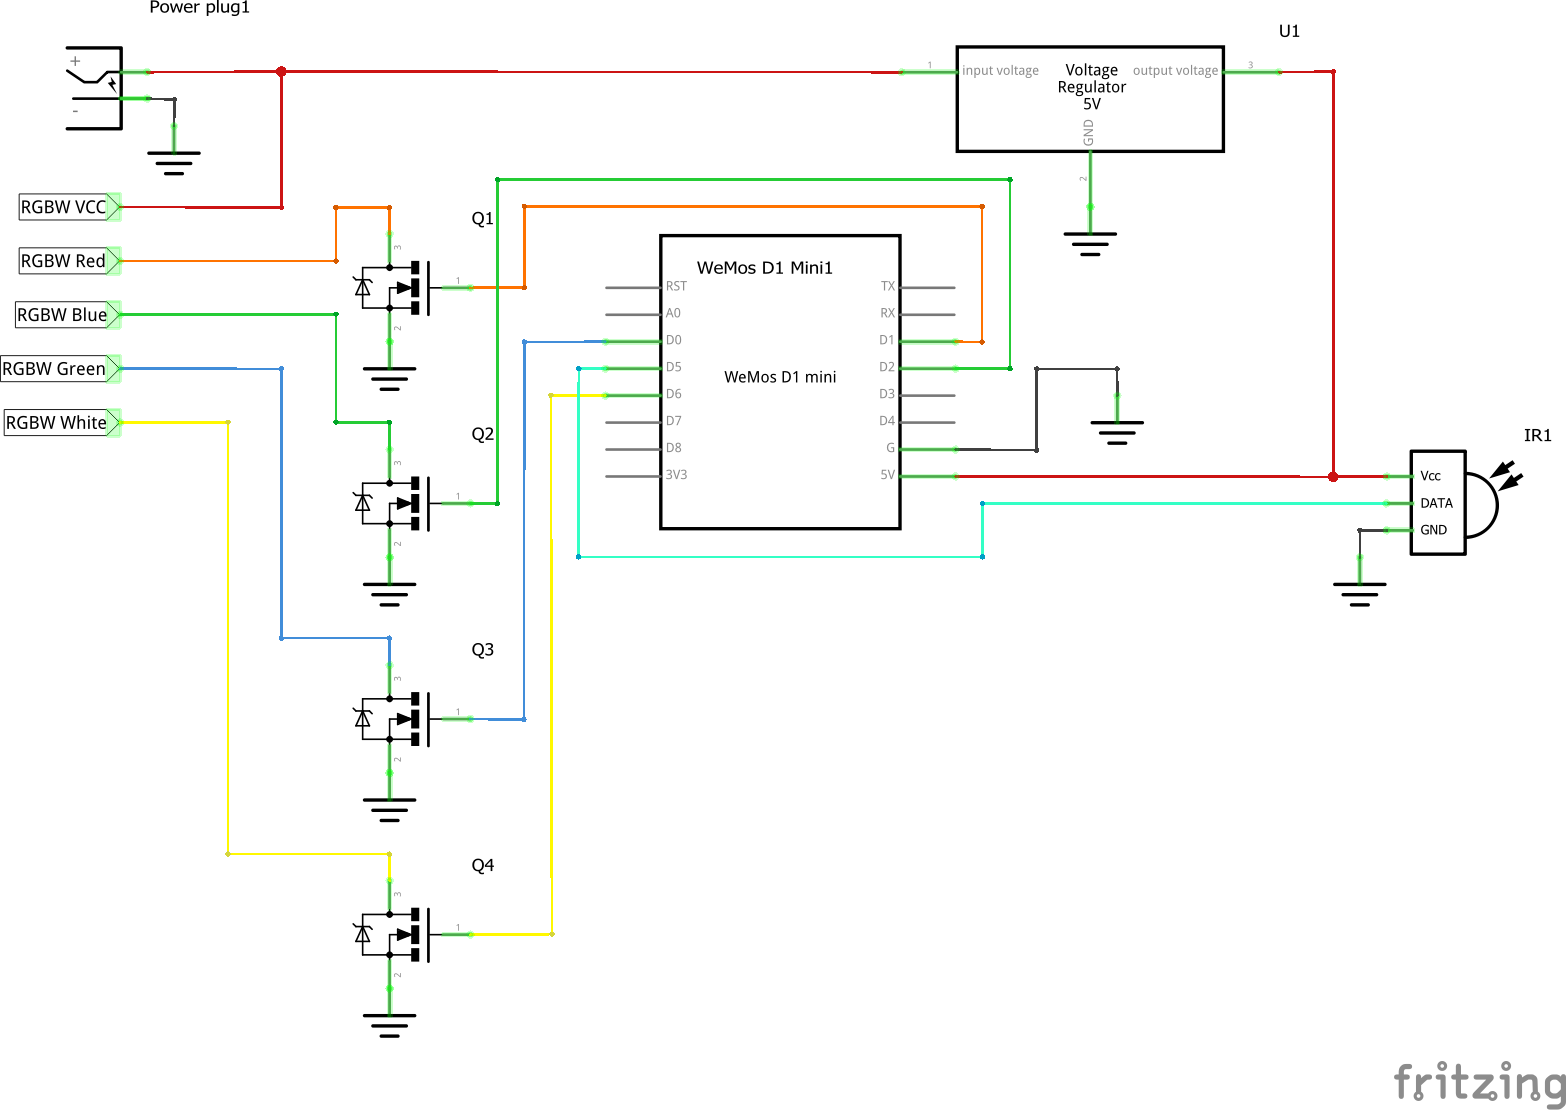 Power plug1
+
-
U1
1
input voltage
Voltage
Regulator
5V
output voltage
3
GND
2
RGBW VCC
RGBW Red
RGBW Blue
RGBW Green
RGBW White
Q1
3
1
2
Q2
3
1
2
Q3
3
1
2
Q4
3
1
2
WeMos D1 Mini1
WeMos D1 mini
RST
A0
D0
D5
D6
D7
D8
3V3
TX
RX
D1
D2
D3
D4
G
5V
IR1
Vcc
DATA
GND
fritzing